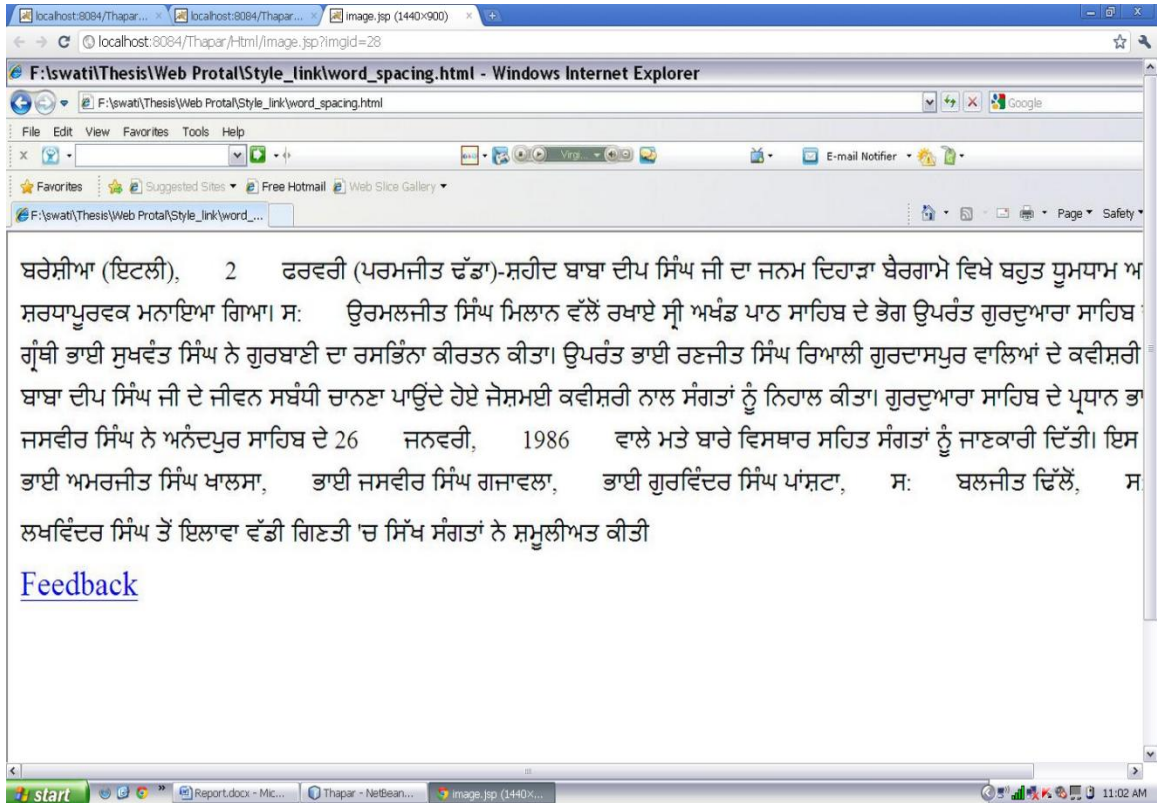 localhost:8084/Thapar... localhost:8084/Thapar... image.jsp (1440×900)
localhost:8084/Thapar/Html/image.jsp?imgid=28
F:\swati\Thesis\Web Protal\Style_link\word_spacing.html - Windows Internet Explorer
F:\swati\Thesis\Web Protal\Style_link\word_spacing.html Google
File Edit View Favorites Tools Help
Virgi... E-mail Notifier
Favorites Suggested Sites Free Hotmail Web Slice Gallery
F:\swati\Thesis\Web Protal\Style_link\word_... Page Safety
ਬਰੇਸ਼ੀਆ (ਇਟਲੀ), 2 ਫਰਵਰੀ (ਪਰਮਜੀਤ ਢੱਡਾ)-ਸ਼ਹੀਦ ਬਾਬਾ ਦੀਪ ਸਿੰਘ ਜੀ ਦਾ ਜਨਮ ਦਿਹਾੜਾ ਬੈਰਗਾਮੋ ਵਿਖੇ ਬਹੁਤ ਧੂਮਧਾਮ ਅ
ਸ਼ਰਧਾਪੂਰਵਕ ਮਨਾਇਆ ਗਿਆ। ਸ: ਉਰਮਲਜੀਤ ਸਿੰਘ ਮਿਲਾਨ ਵੱਲੋਂ ਰਖਾਏ ਸ੍ਰੀ ਅਖੰਡ ਪਾਠ ਸਾਹਿਬ ਦੇ ਭੋਗ ਉਪਰੰਤ ਗੁਰਦੁਆਰਾ ਸਾਹਿਬ
ਗ੍ਰੰਥੀ ਭਾਈ ਸੁਖਵੰਤ ਸਿੰਘ ਨੇ ਗੁਰਬਾਣੀ ਦਾ ਰਸਭਿੰਨਾ ਕੀਰਤਨ ਕੀਤਾ। ਉਪਰੰਤ ਭਾਈ ਰਣਜੀਤ ਸਿੰਘ ਰਿਆਲੀ ਗੁਰਦਾਸਪੁਰ ਵਾਲਿਆਂ ਦੇ ਕਵੀਸ਼ਰੀ
ਬਾਬਾ ਦੀਪ ਸਿੰਘ ਜੀ ਦੇ ਜੀਵਨ ਸਬੰਧੀ ਚਾਨਣਾ ਪਾਉਂਦੇ ਹੋਏ ਜੋਸ਼ਮਈ ਕਵੀਸ਼ਰੀ ਨਾਲ ਸੰਗਤਾਂ ਨੂੰ ਨਿਹਾਲ ਕੀਤਾ। ਗੁਰਦੁਆਰਾ ਸਾਹਿਬ ਦੇ ਪ੍ਰਧਾਨ ਭਾ
ਜਸਵੀਰ ਸਿੰਘ ਨੇ ਅਨੰਦਪੁਰ ਸਾਹਿਬ ਦੇ 26 ਜਨਵਰੀ, 1986 ਵਾਲੇ ਮਤੇ ਬਾਰੇ ਵਿਸਥਾਰ ਸਹਿਤ ਸੰਗਤਾਂ ਨੂੰ ਜਾਣਕਾਰੀ ਦਿੱਤੀ। ਇਸ
ਭਾਈ ਅਮਰਜੀਤ ਸਿੰਘ ਖਾਲਸਾ, ਭਾਈ ਜਸਵੀਰ ਸਿੰਘ ਗਜਾਵਲਾ, ਭਾਈ ਗੁਰਵਿੰਦਰ ਸਿੰਘ ਪਾਂਸ਼ਟਾ, ਸ: ਬਲਜੀਤ ਢਿੱਲੋਂ, ਸ:
ਲਖਵਿੰਦਰ ਸਿੰਘ ਤੋਂ ਇਲਾਵਾ ਵੱਡੀ ਗਿਣਤੀ 'ਚ ਸਿੱਖ ਸੰਗਤਾਂ ਨੇ ਸ਼ਮੂਲੀਅਤ ਕੀਤੀ
Feedback
start Report.docx - Mic... Thapar - NetBean... image.jsp (1440×... 11:02 AM